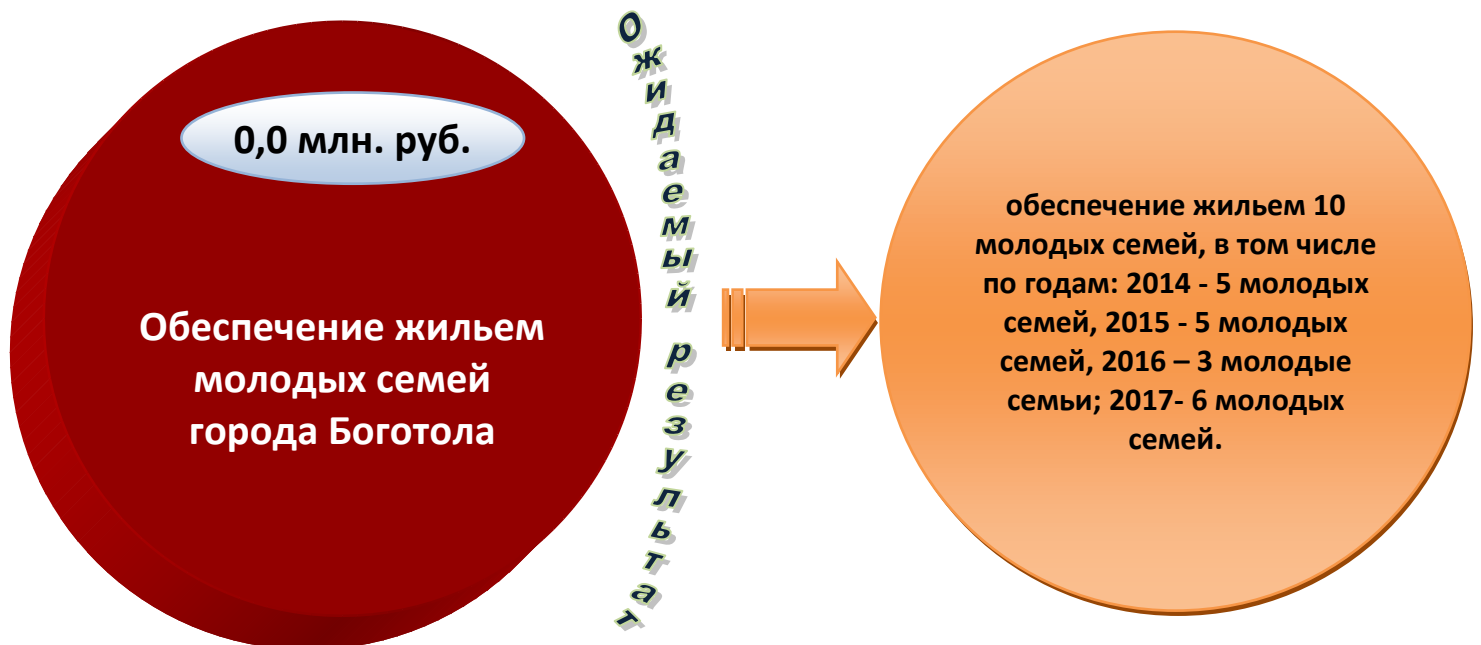 0,0 млн. руб.
Обеспечение жильем
молодых семей
города Боготола
Ожидаемый результат
обеспечение жильем 10
молодых семей, в том числе
по годам: 2014 - 5 молодых
семей, 2015 - 5 молодых
семей, 2016 – 3 молодые
семьи; 2017- 6 молодых
семей.